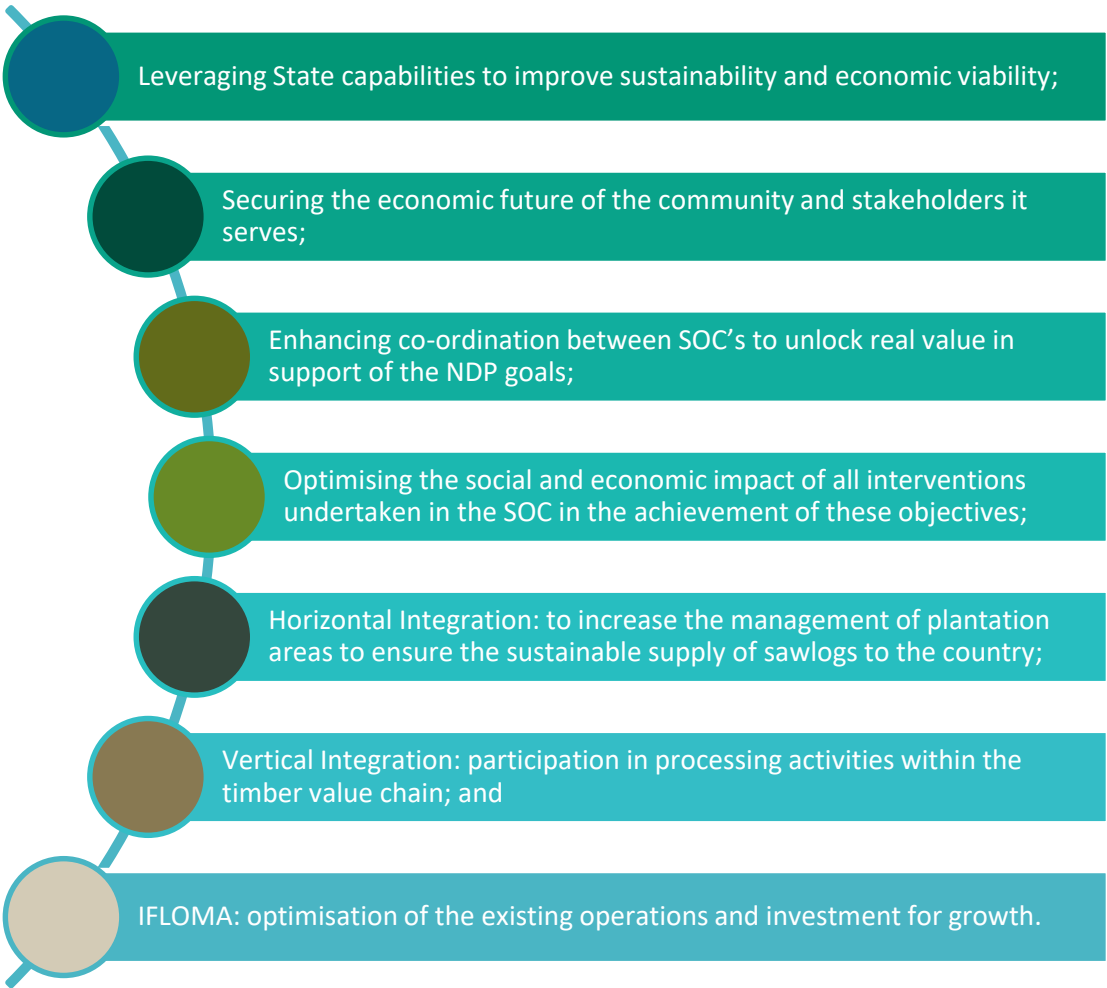 Leveraging State capabilities to improve sustainability and economic viability;
Securing the economic future of the community and stakeholders it
serves;
Enhancing co-ordination between SOC’s to unlock real value in
support of the NDP goals;
Optimising the social and economic impact of all interventions
undertaken in the SOC in the achievement of these objectives;
Horizontal Integration: to increase the management of plantation
areas to ensure the sustainable supply of sawlogs to the country;
Vertical Integration: participation in processing activities within the
timber value chain; and
IFLOMA: optimisation of the existing operations and investment for growth.